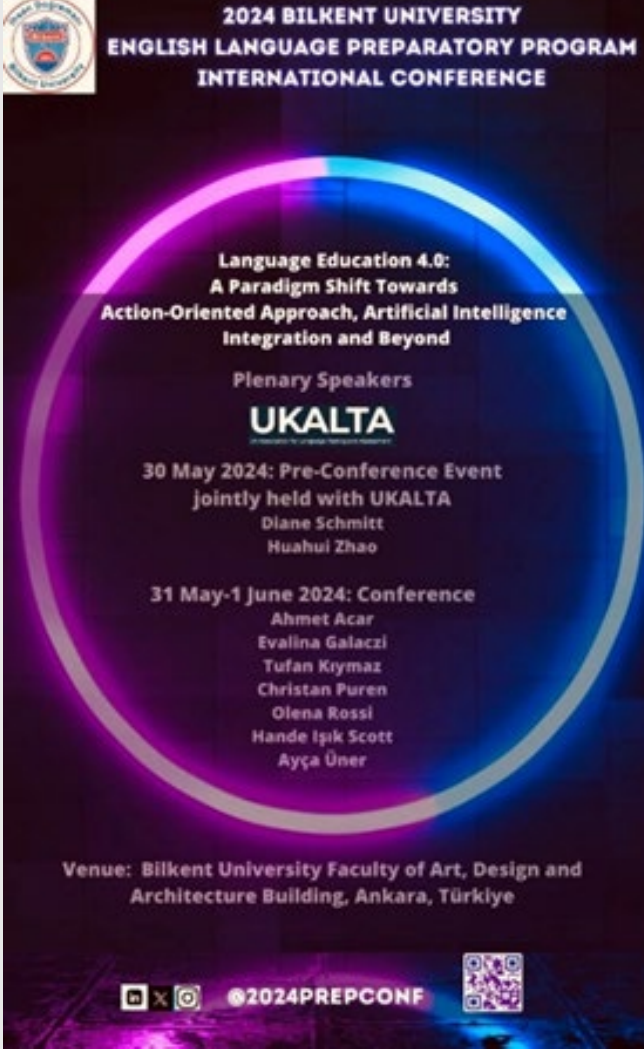 2024 BILKENT UNIVERSITY
ENGLISH LANGUAGE PREPARATORY PROGRAM
INTERNATIONAL CONFERENCE
Language Education 4.0:
A Paradigm Shift Towards
Action-Oriented Approach, Artificial Intelligence
Integration and Beyond
Plenary Speakers
UKALTA
30 May 2024: Pre-Conference Event
jointly held with UKALTA
Diane Schmitt
Huahui Zhao
31 May-1 June 2024: Conference
Ahmet Acar
Evalina Galaczi
Tufan Kıymaz
Christan Puren
Olena Rossi
Hande Işık Scott
Ayça Üner
Venue: Bilkent University Faculty of Art, Design and
Architecture Building, Ankara, Türkiye
@2024PREPCONF